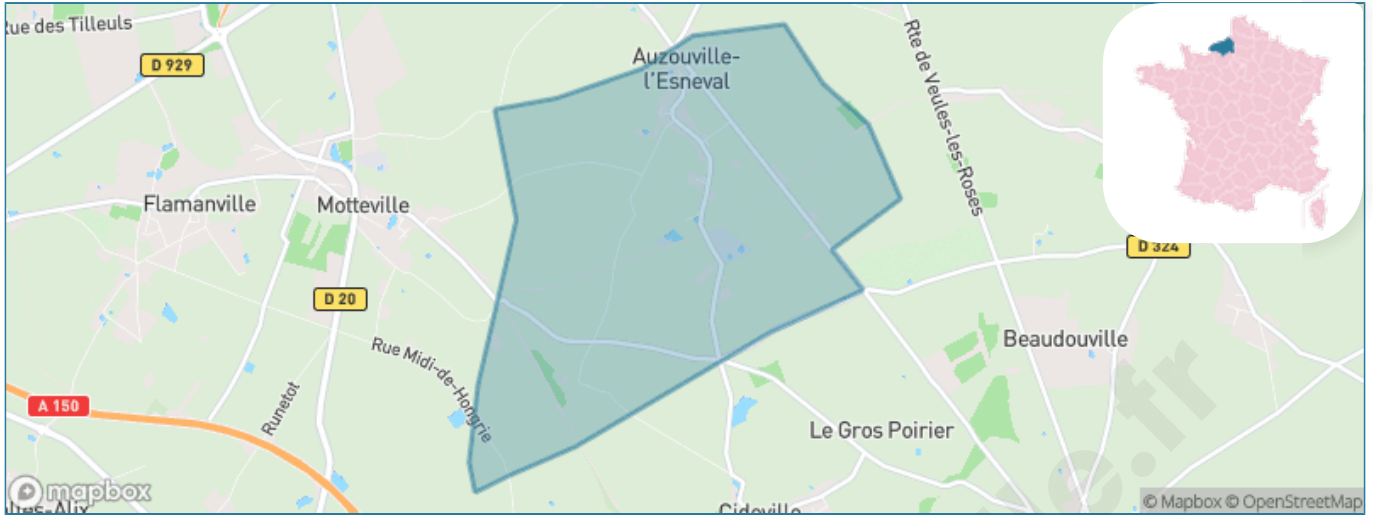 Rue des Tilleuls
D 929
Auzouville-
l'Esneval
Rte de Veules-les-Roses
Flamanville
Motteville
D 324
D 20
Rue Midi-de-Hongrie
Beaudouville
A 150
Runetot
Le Gros Poirier
e.fr
mapbox
© Mapbox © OpenStreetMap